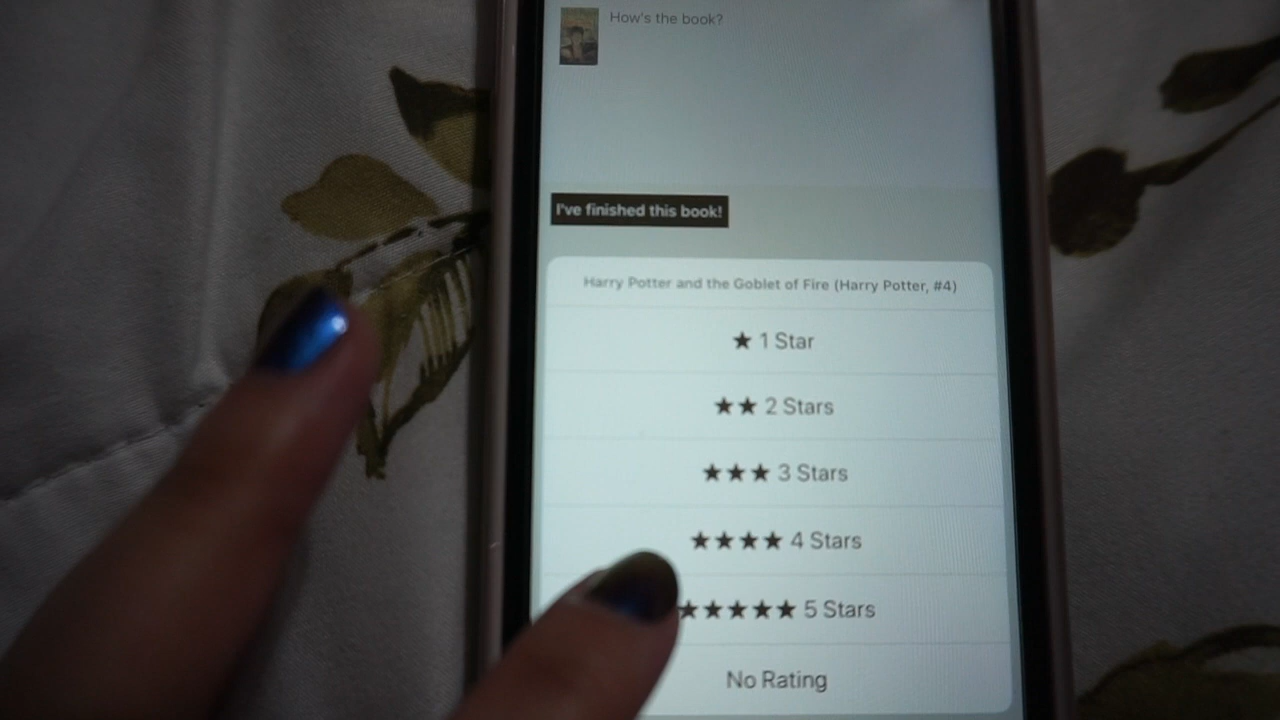 How's the book?
I've finished this book!
Harry Potter and the Goblet of Fire (Harry Potter, #4)
★ 1 Star
★★ 2 Stars
★★★ 3 Stars
★★★★ 4 Stars
★★★★★ 5 Stars
No Rating